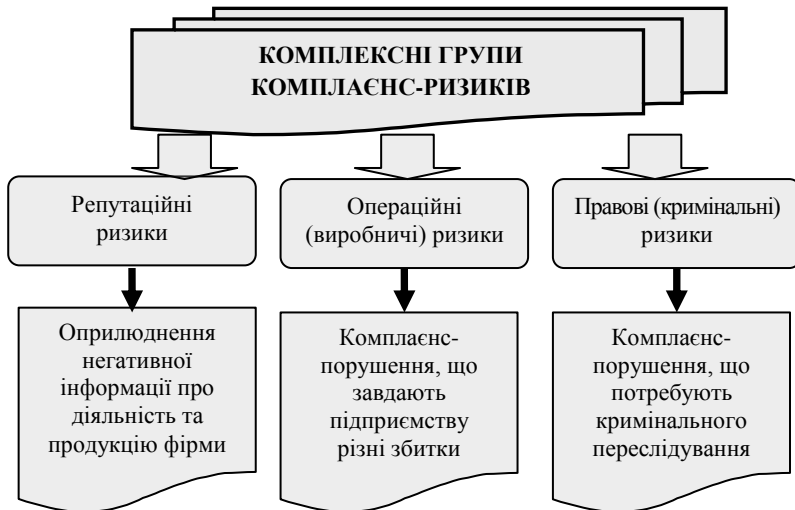 КОМПЛЕКСНІ ГРУПИ
КОМПЛАЄНС-РИЗИКІВ
Репутаційні
ризики
Операційні
(виробничі) ризики
Правові (кримінальні)
ризики
Оприлюднення
негативної
інформації про
діяльність та
продукцію фірми
Комплаєнс-
порушення, що
завдають
підприємству
різні збитки
Комплаєнс-
порушення, що
потребують
кримінального
переслідування